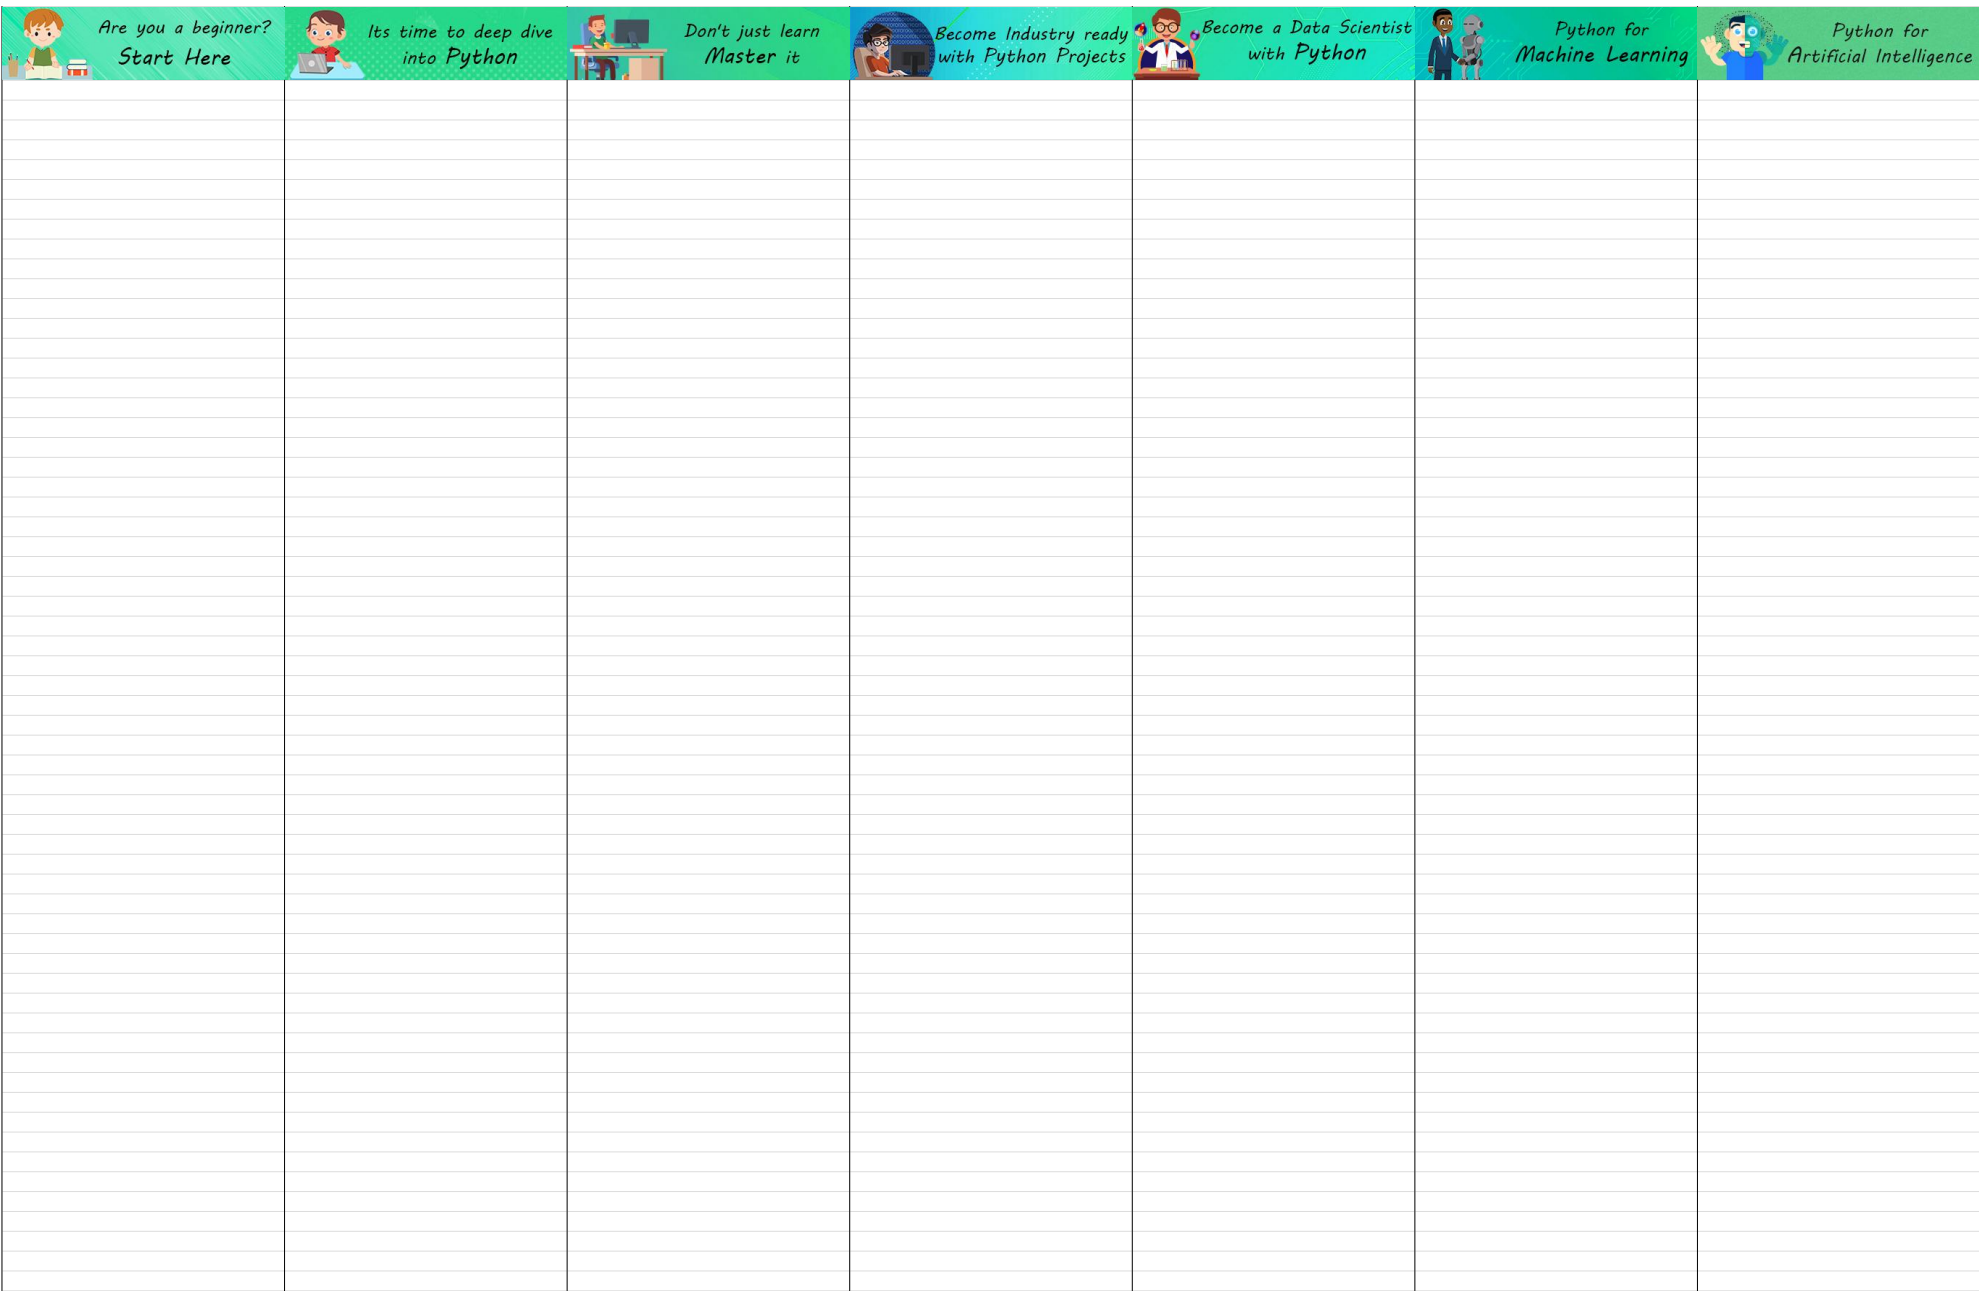 Are you a beginner?
Start Here
Its time to deep dive
into Python
Don't just learn
Master it
Become Industry ready
with Python Projects
Become a Data Scientist
with Python
Python for
Machine Learning
Python for
Artificial Intelligence